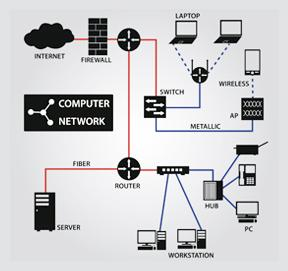 LAPTOP
INTERNET
FIREWALL
WIRELESS
SWITCH
COMPUTER
NETWORK
METALLIC
AP
FIBER
ROUTER
HUB
SERVER
PC
WORKSTATION